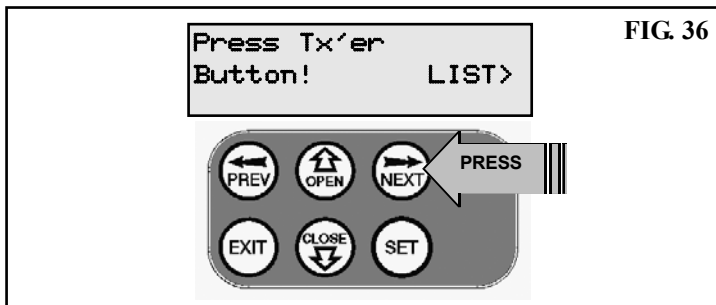 FIG. 36
Press Tx'er
Button! LIST>
PREV OPEN NEXT PRESS
EXIT CLOSE SET